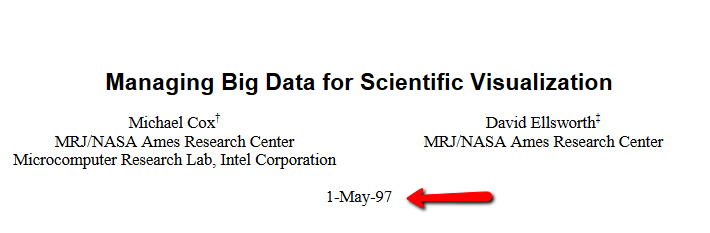 Managing Big Data for Scientific Visualization
Michael Cox†
MRJ/NASA Ames Research Center
Microcomputer Research Lab, Intel Corporation
David Ellsworth‡
MRJ/NASA Ames Research Center
1-May-97